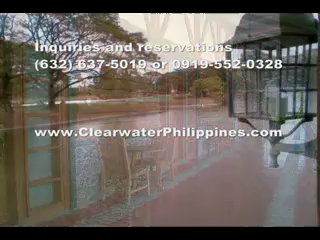 Inquiries and reservations
(632) 637-5019 or 0919-552-0328
www.ClearwaterPhilippines.com